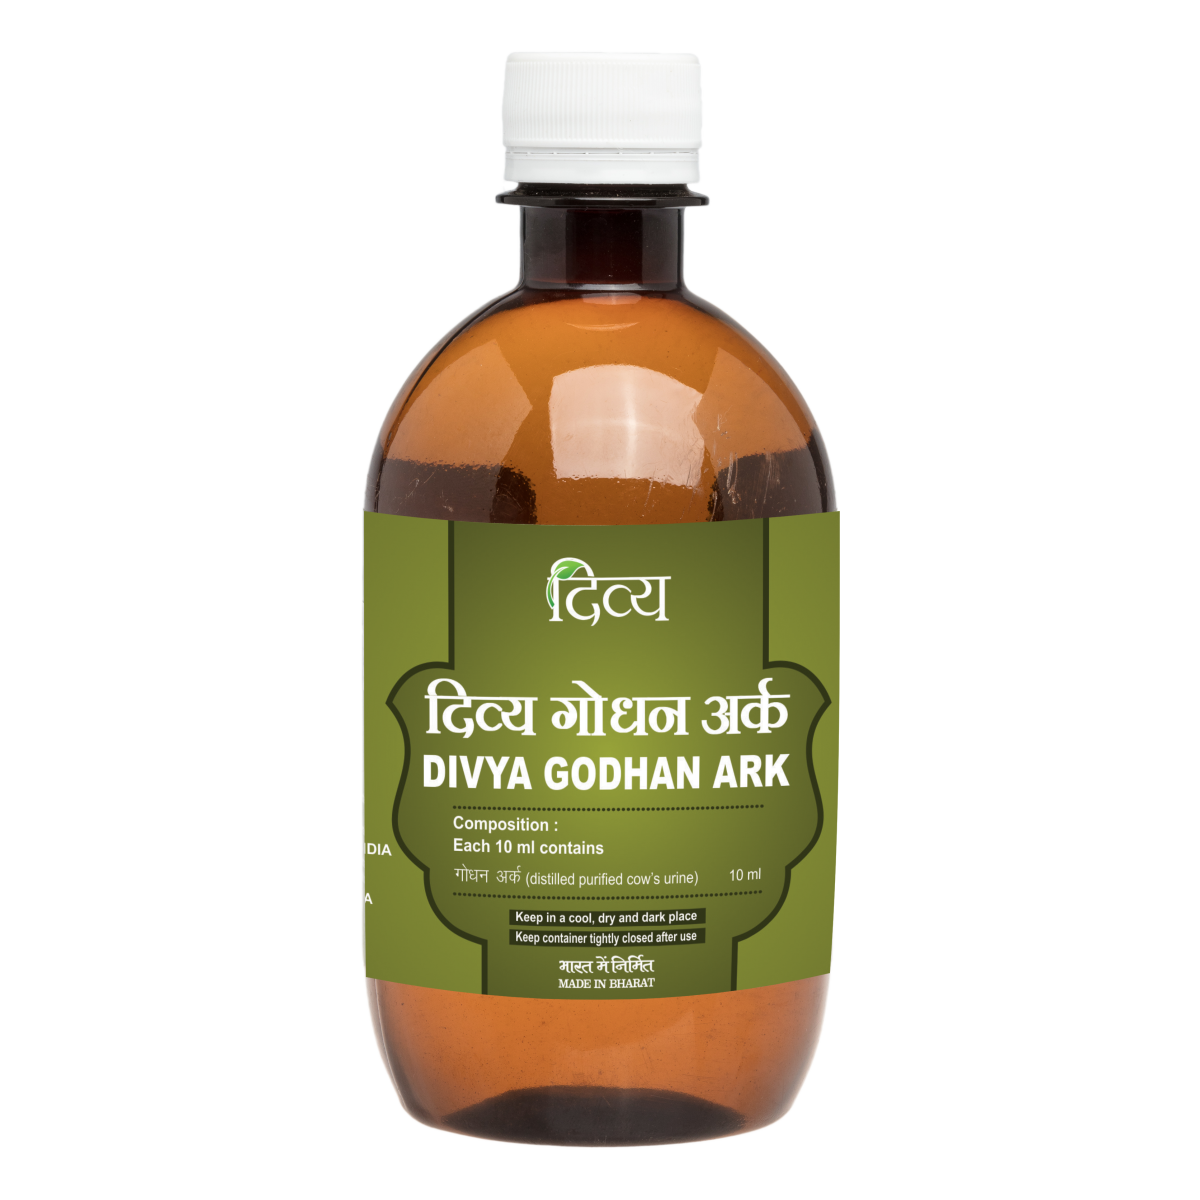 दिव्य
दिव्य गोधन अर्क
DIVYA GODHAN ARK
Composition :
Each 10 ml contains
गोधन अर्क (distilled purified cow's urine) 10 ml
Keep in a cool, dry and dark place
Keep container tightly closed after use
भारत में निर्मित
MADE IN BHARAT
DIA
A